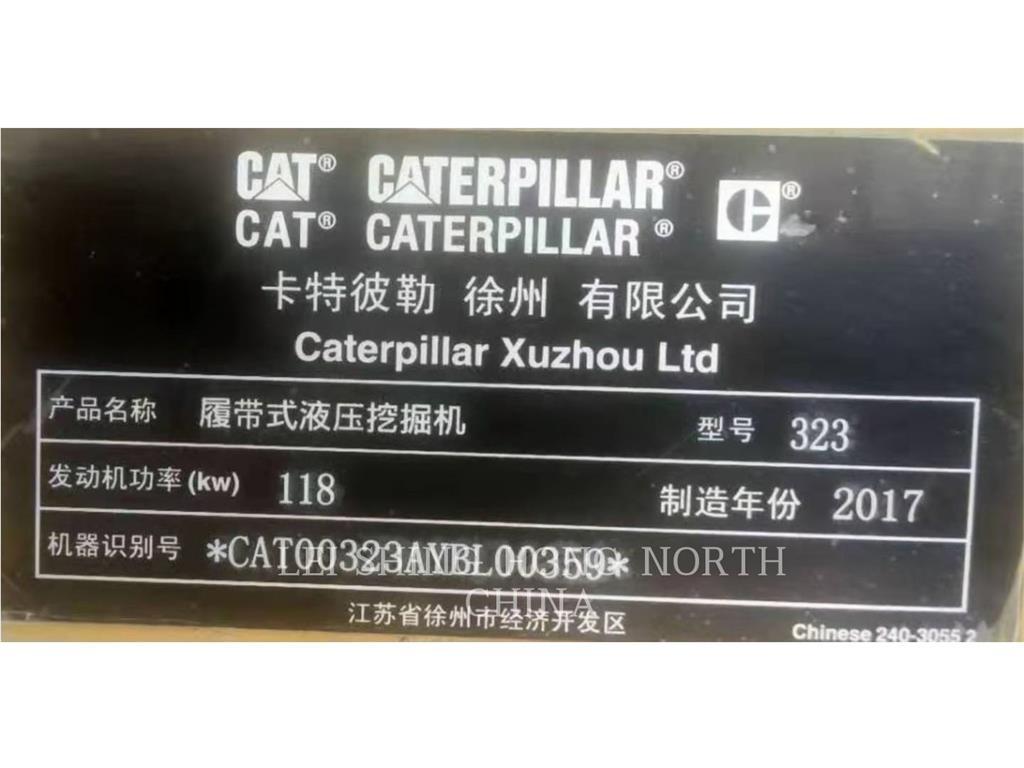 CAT® CATERPILLAR®
CAT® CATERPILLAR®
卡特彼勒 徐州 有限公司
Caterpillar Xuzhou Ltd
产品名称 履带式液压挖掘机 型号 323
发动机功率(kw) 118 制造年份 2017
机器识别号
LEI SHING HONG NORTH
CHINA
江苏省徐州市经济开发区
Chinese 240-3055 2